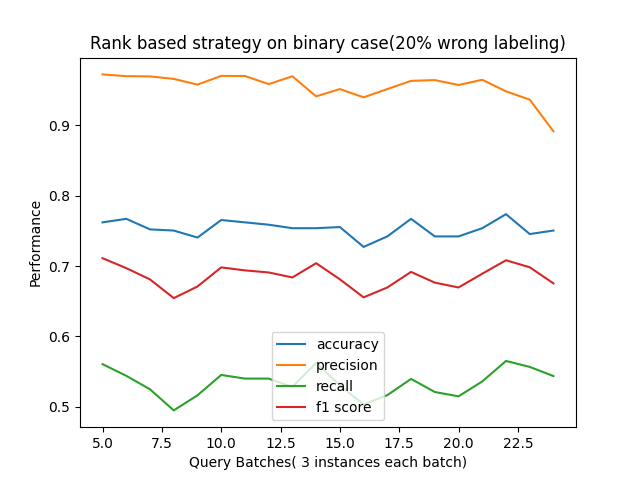 Rank based strategy on binary case(20% wrong labeling)
Performance
0.9
0.8
0.7
0.6
0.5
accuracy
precision
recall
f1 score
5.0 7.5 10.0 12.5 15.0 17.5 20.0 22.5
Query Batches( 3 instances each batch)